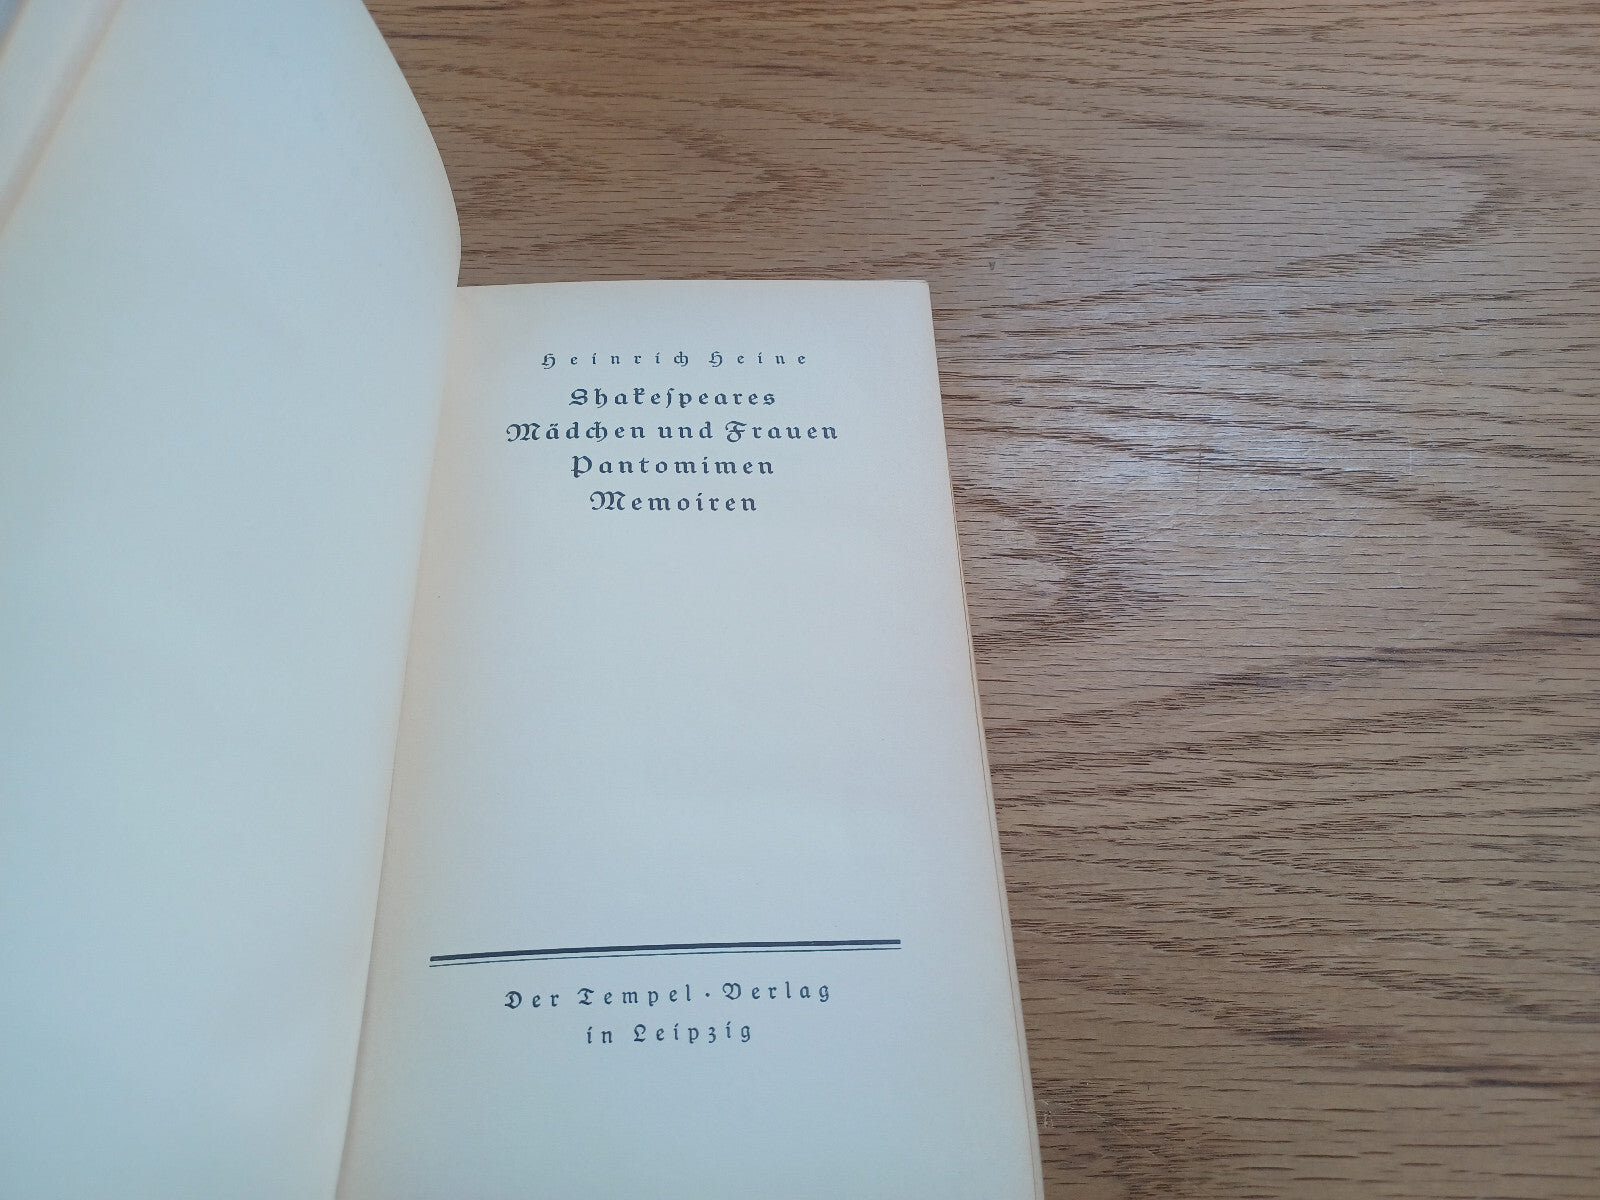 Heinrich Heine
Shakeſpeares
Mädchen und Frauen
Pantomimen
Memoiren
Der Tempel · Verlag
in Leipzig